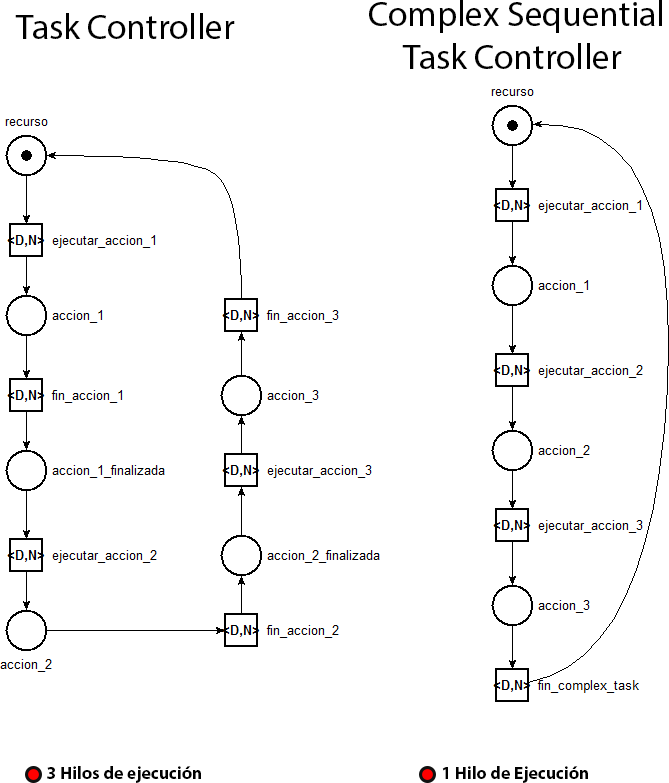 Task Controller
recurso
<D,N> ejecutar_accion_1
accion_1
<D,N> fin_accion_1
accion_1_finalizada
<D,N> ejecutar_accion_2
accion_2
<D,N> fin_accion_3
accion_3
<D,N> ejecutar_accion_3
accion_2_finalizada
<D,N> fin_accion_2
3 Hilos de ejecución
Complex Sequential
Task Controller
recurso
<D,N> ejecutar_accion_1
accion_1
<D,N> ejecutar_accion_2
accion_2
<D,N> ejecutar_accion_3
accion_3
<D,N> fin_complex_task
1 Hilo de Ejecución